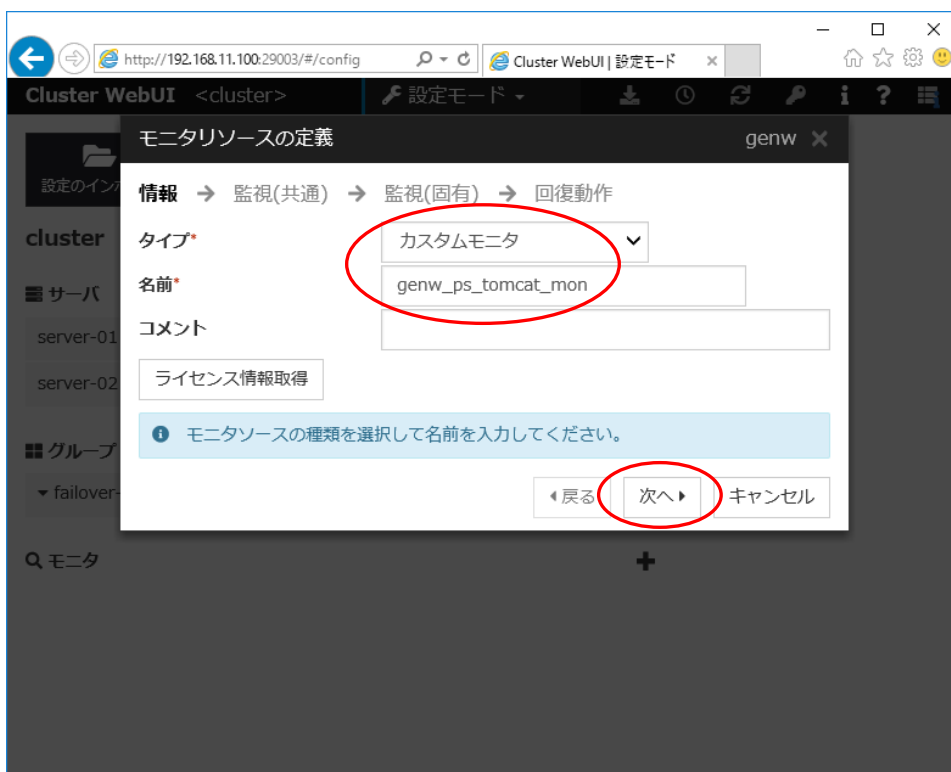 http://192.168.11.100:29003/#/config
Cluster WebUI | 設定モード
Cluster WebUI <cluster> 設定モード
モニタリソースの定義 genw
設定のインポ
情報 → 監視(共通) → 監視(固有) → 回復動作
cluster
タイプ* カスタムモニタ
名前* genw_ps_tomcat_mon
サーバ
コメント
server-01
ライセンス情報取得
server-02
モニタソースの種類を選択して名前を入力してください。
グループ
failover-
戻る 次へ キャンセル
モニタ